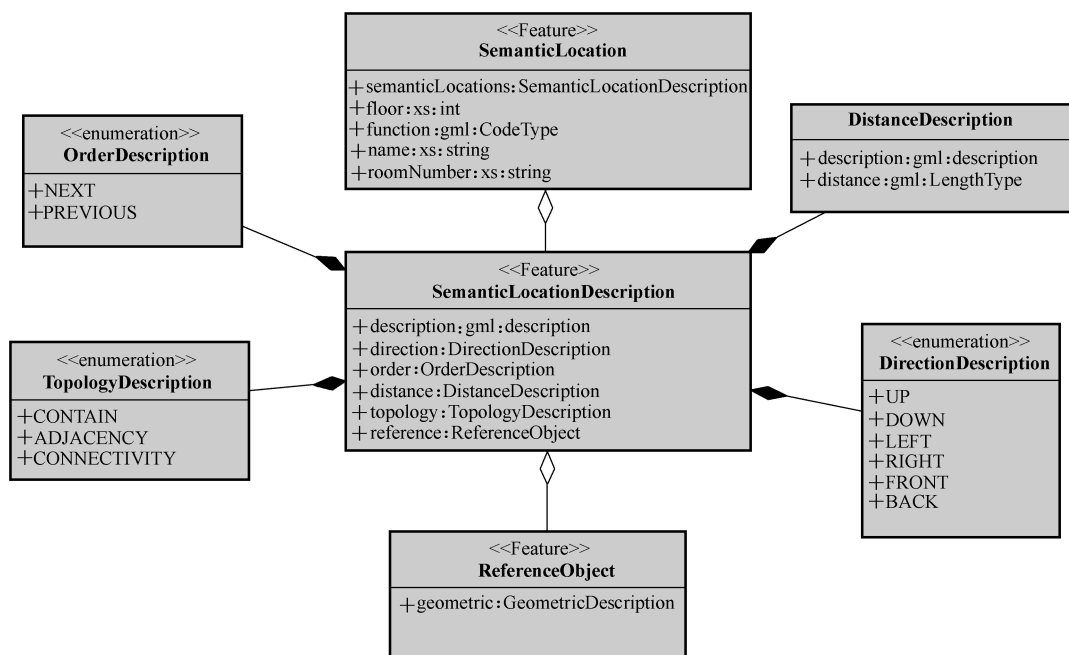 <<Feature>>
SemanticLocation
+semanticLocations:SemanticLocationDescription
+floor:xs:int
+function:gml:CodeType
+name:xs:string
+roomNumber:xs:string
<<enumeration>>
OrderDescription
+NEXT
+PREVIOUS
DistanceDescription
+description:gml:description
+distance:gml:LengthType
<<Feature>>
SemanticLocationDescription
+description:gml:description
+direction:DirectionDescription
+order:OrderDescription
+distance:DistanceDescription
+topology:TopologyDescription
+reference:ReferenceObject
<<enumeration>>
TopologyDescription
+CONTAIN
+ADJACENCY
+CONNECTIVITY
<<enumeration>>
DirectionDescription
+UP
+DOWN
+LEFT
+RIGHT
+FRONT
+BACK
<<Feature>>
ReferenceObject
+geometric:GeometricDescription